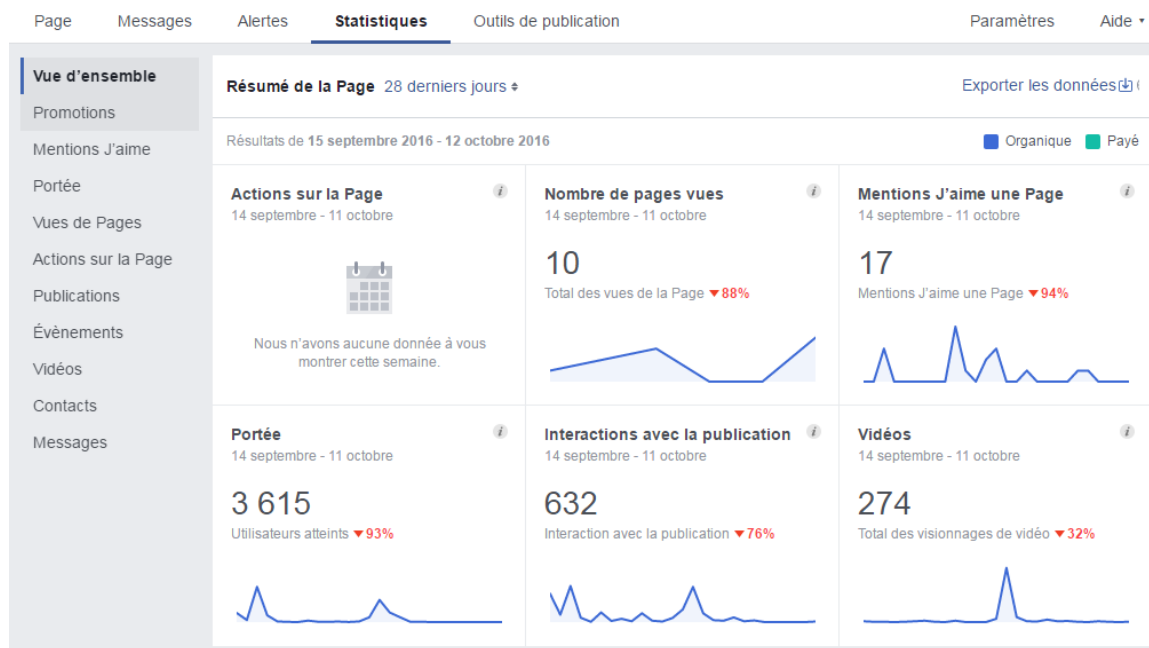 Page Messages Alertes Statistiques Outils de publication Paramètres Aide
Vue d'ensemble
Promotions
Mentions J'aime
Portée
Vues de Pages
Actions sur la Page
Publications
Évènements
Vidéos
Contacts
Messages
Résumé de la Page 28 derniers jours Exporter les données
Résultats de 15 septembre 2016 - 12 octobre 2016 Organique Payé
Actions sur la Page
14 septembre - 11 octobre
Nous n'avons aucune donnée à vous
montrer cette semaine.
Nombre de pages vues
14 septembre - 11 octobre
10
Total des vues de la Page ▼88%
Mentions J'aime une Page
14 septembre - 11 octobre
17
Mentions J'aime une Page ▼94%
Portée
14 septembre - 11 octobre
3 615
Utilisateurs atteints ▼93%
Interactions avec la publication
14 septembre - 11 octobre
632
Interaction avec la publication ▼76%
Vidéos
14 septembre - 11 octobre
274
Total des visionnages de vidéo ▼32%